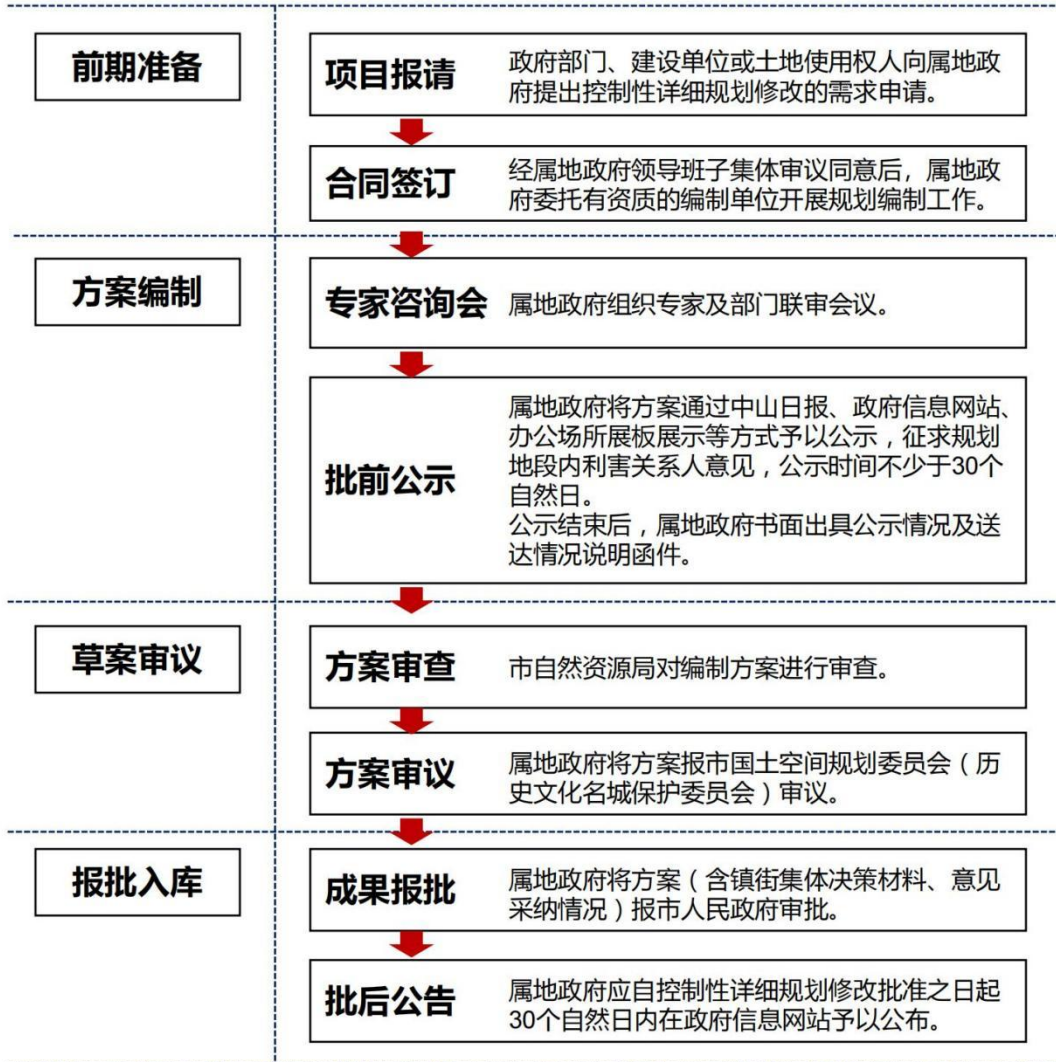 前期准备
项目报请
政府部门、建设单位或土地使用权人向属地政
府提出控制性详细规划修改的需求申请。
合同签订
经属地政府领导班子集体审议同意后，属地政
府委托有资质的编制单位开展规划编制工作。
方案编制
专家咨询会
属地政府组织专家及部门联审会议。
批前公示
属地政府将方案通过中山日报、政府信息网站、
办公场所展板展示等方式予以公示，征求规划
地段内利害关系人意见，公示时间不少于30个
自然日。
公示结束后，属地政府书面出具公示情况及送
达情况说明函件。
草案审议
方案审查
市自然资源局对编制方案进行审查。
方案审议
属地政府将方案报市国土空间规划委员会（历
史文化名城保护委员会）审议。
报批入库
成果报批
属地政府将方案（含镇街集体决策材料、意见
采纳情况）报市人民政府审批。
批后公告
属地政府应自控制性详细规划修改批准之日起
30个自然日内在政府信息网站予以公布。